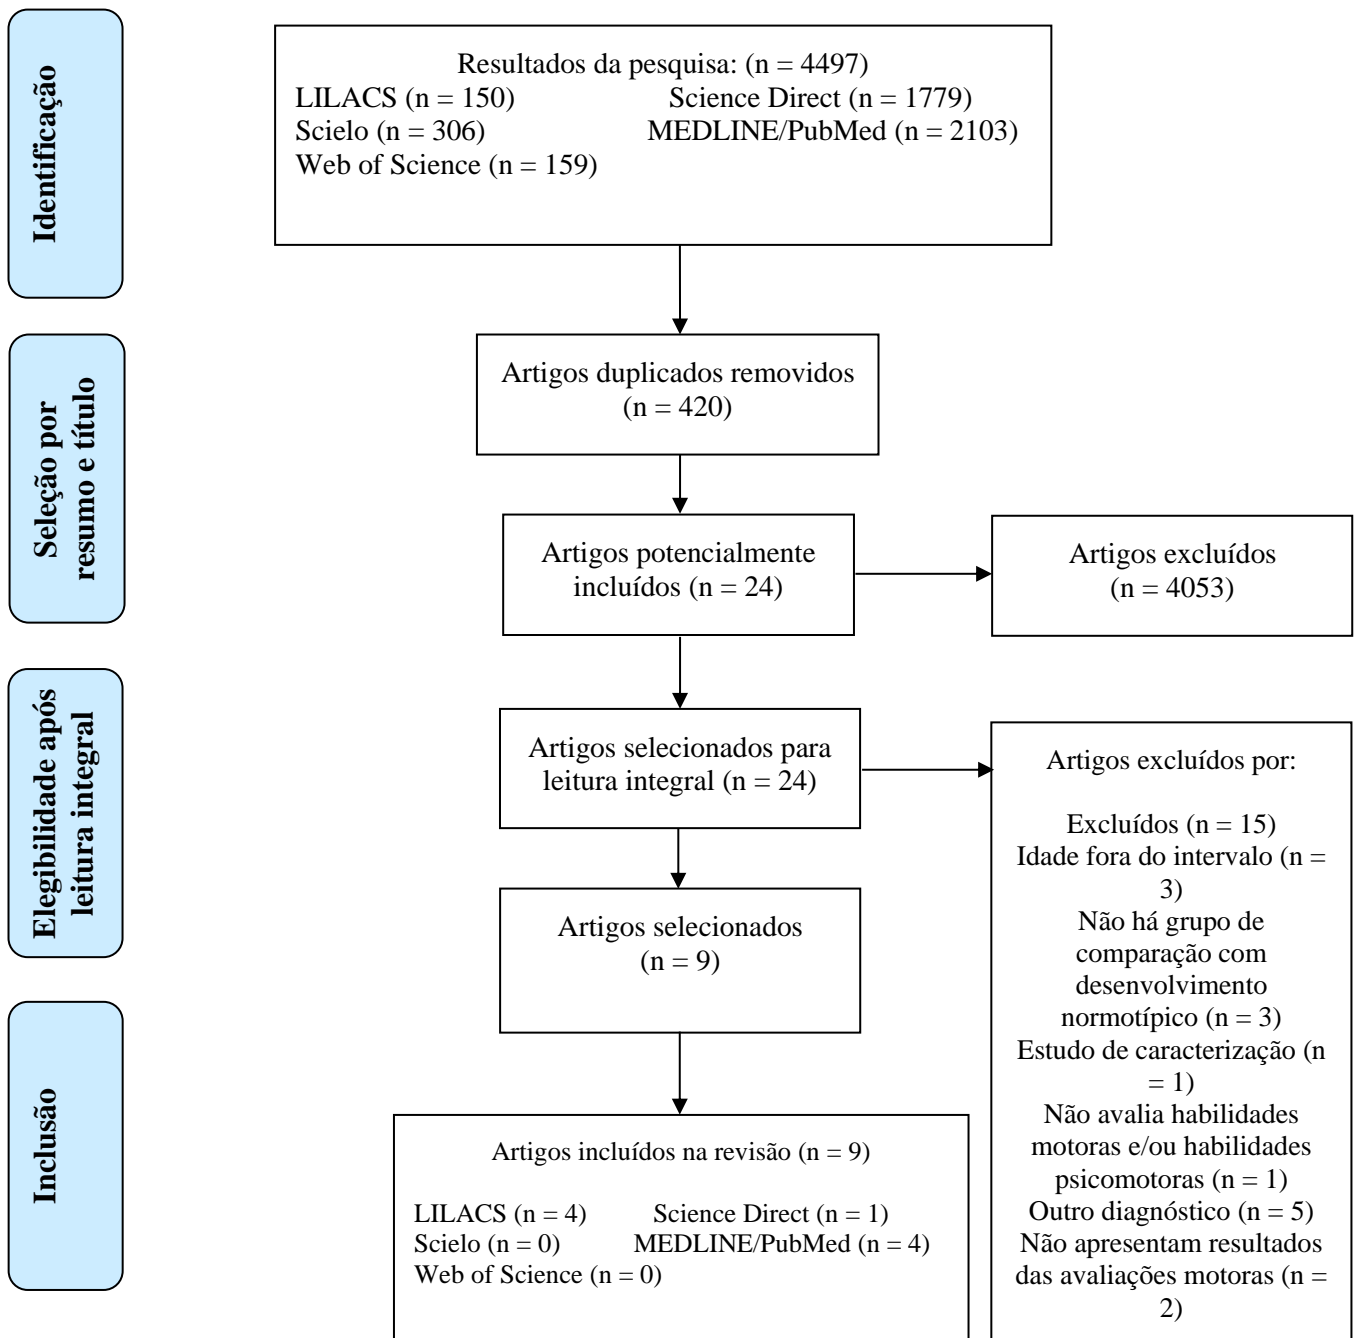 Identificação
Resultados da pesquisa: (n = 4497)
LILACS (n = 150) Science Direct (n = 1779)
Scielo (n = 306) MEDLINE/PubMed (n = 2103)
Web of Science (n = 159)
Seleção por
resumo e título
Artigos duplicados removidos
(n = 420)
Artigos potencialmente
incluídos (n = 24)
Artigos excluídos
(n = 4053)
Elegibilidade após
leitura integral
Artigos selecionados para
leitura integral (n = 24)
Artigos excluídos por:
Excluídos (n = 15)
Idade fora do intervalo (n =
3)
Não há grupo de
comparação com
desenvolvimento
normotípico (n = 3)
Estudo de caracterização (n
= 1)
Não avalia habilidades
motoras e/ou habilidades
psicomotoras (n = 1)
Outro diagnóstico (n = 5)
Não apresentam resultados
das avaliações motoras (n =
2)
Artigos selecionados
(n = 9)
Inclusão
Artigos incluídos na revisão (n = 9)
LILACS (n = 4) Science Direct (n = 1)
Scielo (n = 0) MEDLINE/PubMed (n = 4)
Web of Science (n = 0)